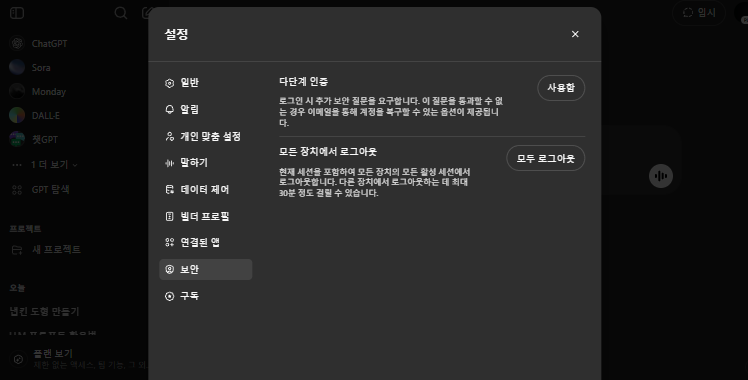 임시
ChatGPT
Sora
Monday
DALL·E
챗GPT
1 더 보기
GPT 탐색
프로젝트
새 프로젝트
오늘
냅킨 도형 만들기
플랜 보기
설정
일반
알림
개인 맞춤 설정
말하기
데이터 제어
빌더 프로필
연결된 앱
보안
구독
다단계 인증
사용함
로그인 시 추가 보안 질문을 요구합니다. 이 질문을 통과할 수 없
는 경우 이메일을 통해 계정을 복구할 수 있는 옵션이 제공됩니
다.
모든 장치에서 로그아웃
모두 로그아웃
현재 세션을 포함하여 모든 장치의 모든 활성 세션에서
로그아웃합니다. 다른 장치에서 로그아웃하는 데 최대
30분 정도 걸릴 수 있습니다.